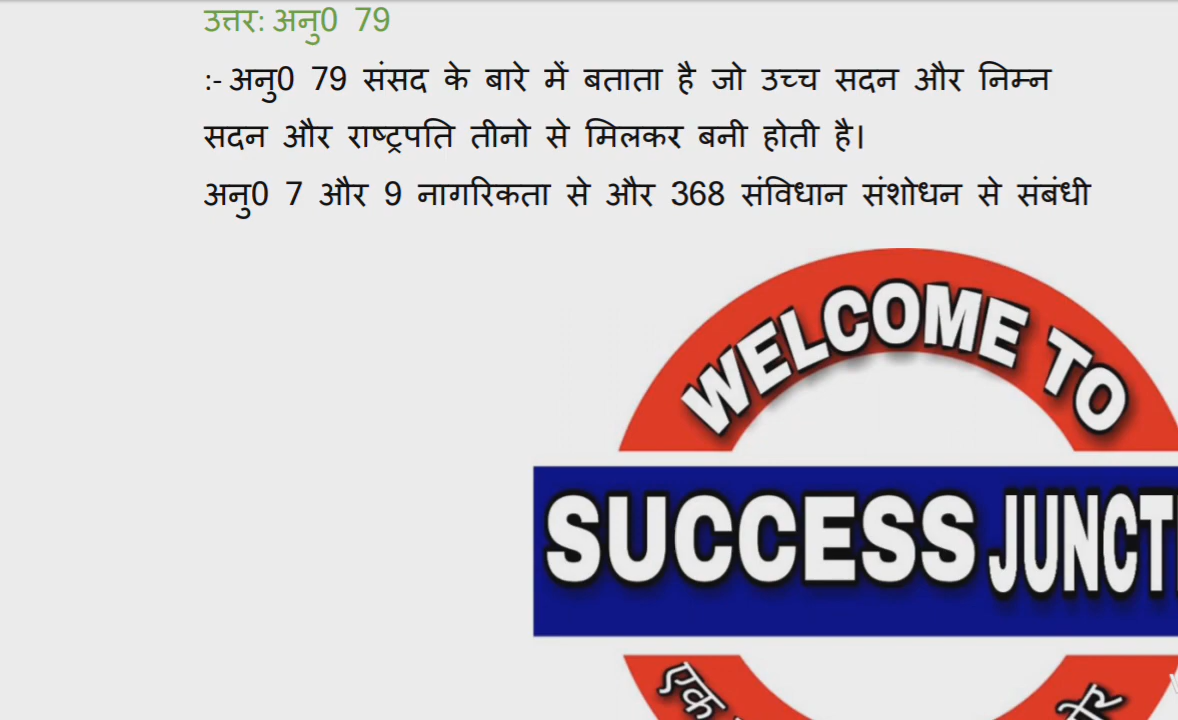 उत्तर: अनु0 79
:- अनु0 79 संसद के बारे में बताता है जो उच्च सदन और निम्न
सदन और राष्ट्रपति तीनो से मिलकर बनी होती है।
अनु0 7 और 9 नागरिकता से और 368 संविधान संशोधन से संबंधी
WELCOME TO
SUCCESS JUNCT
एक